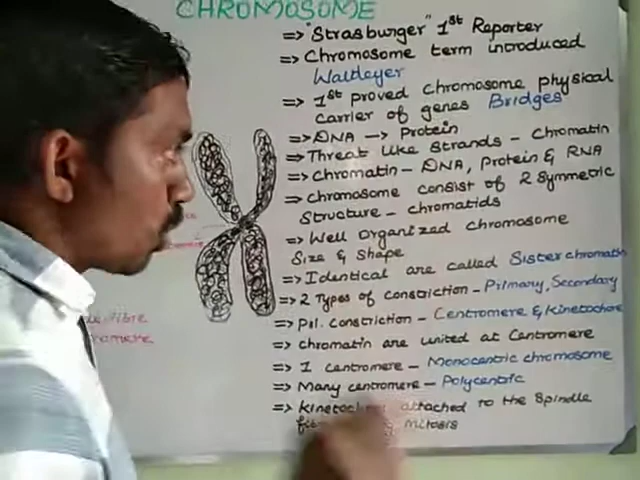 CHROMOSOME
=> "Strasburger" 1st Reporter
=> Chromosome term introduced
Waldeyer
=> 1st proved chromosome physical
carrier of genes Bridges
=> DNA -> Protein
=> Threat like strands - Chromatin
=> Chromatin - DNA, Protein & RNA
=> Chromosome consist of 2 Symmetric
Structure - chromatids
=> Well organized chromosome
Size & shape
=> Identical are called Sister chromatids
=> 2 Types of constriction - Primary, Secondary
=> Pri. constriction - Centromere & Kinetochore
=> chromatin are united at Centromere
=> 1 centromere - Monocentric chromosome
=> Many centromere - Polycentric
=> Kinetochore attached to the Spindle
mitosis
fibre